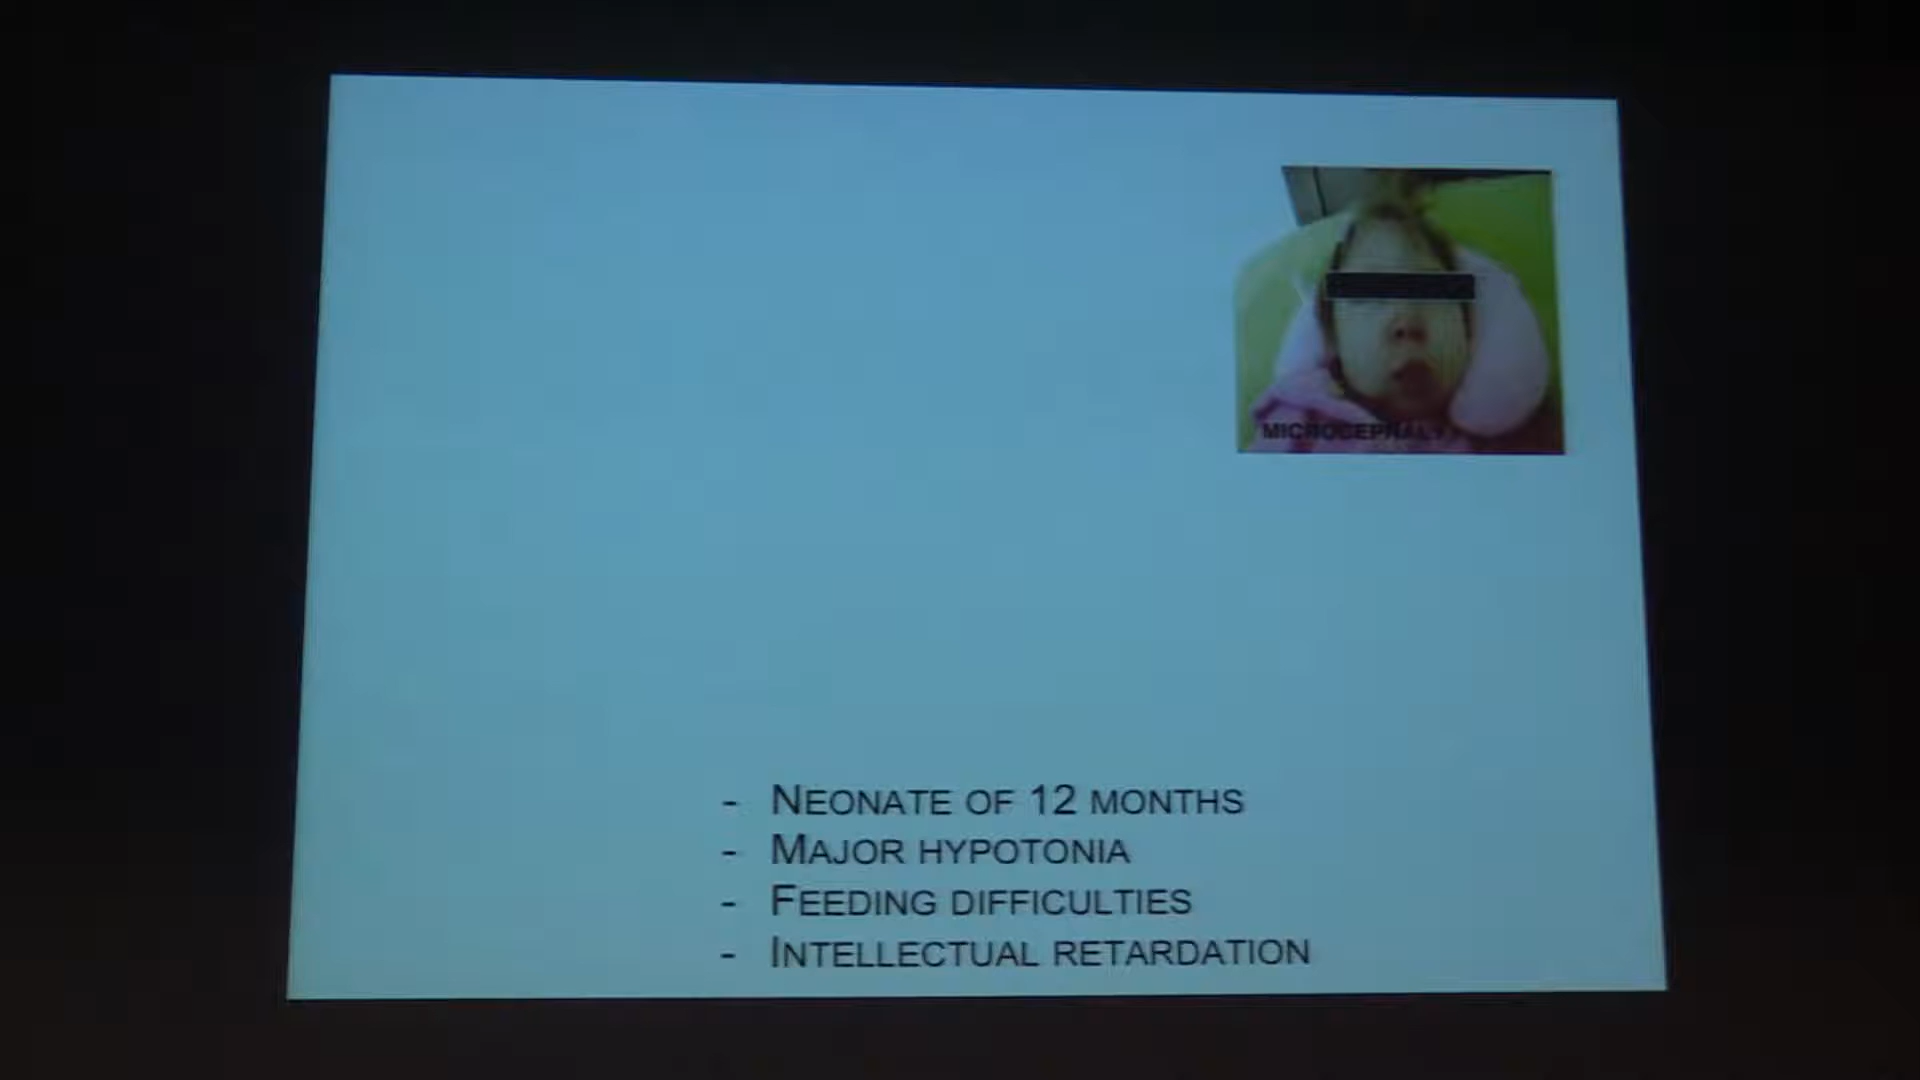 MICROCEPHALY
- NEONATE OF 12 MONTHS
- MAJOR HYPOTONIA
- FEEDING DIFFICULTIES
- INTELLECTUAL RETARDATION